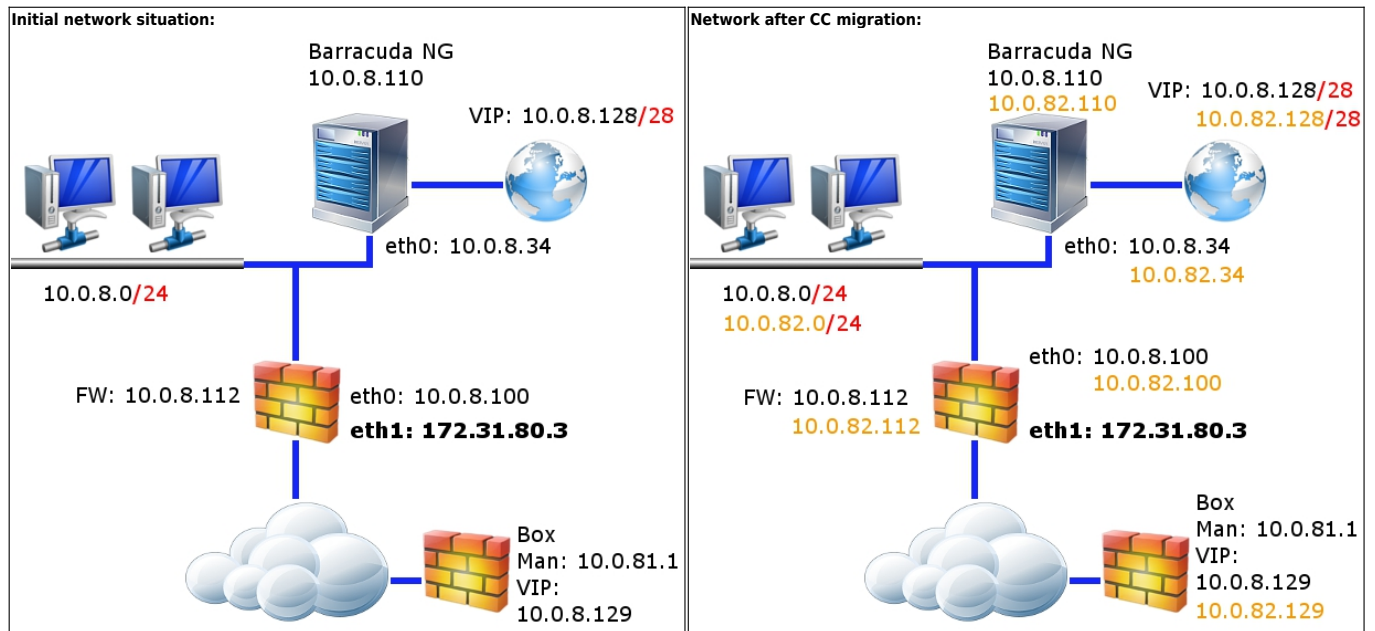 Initial network situation:
Barracuda NG
10.0.8.110
VIP: 10.0.8.128/28
eth0: 10.0.8.34
10.0.8.0/24
FW: 10.0.8.112
eth0: 10.0.8.100
eth1: 172.31.80.3
Box
Man: 10.0.81.1
VIP:
10.0.8.129
Network after CC migration:
Barracuda NG
10.0.8.110
10.0.82.110
VIP: 10.0.8.128/28
10.0.82.128/28
eth0: 10.0.8.34
10.0.82.34
10.0.8.0/24
10.0.82.0/24
eth0: 10.0.8.100
10.0.82.100
FW: 10.0.8.112
10.0.82.112
eth1: 172.31.80.3
Box
Man: 10.0.81.1
VIP:
10.0.8.129
10.0.82.129